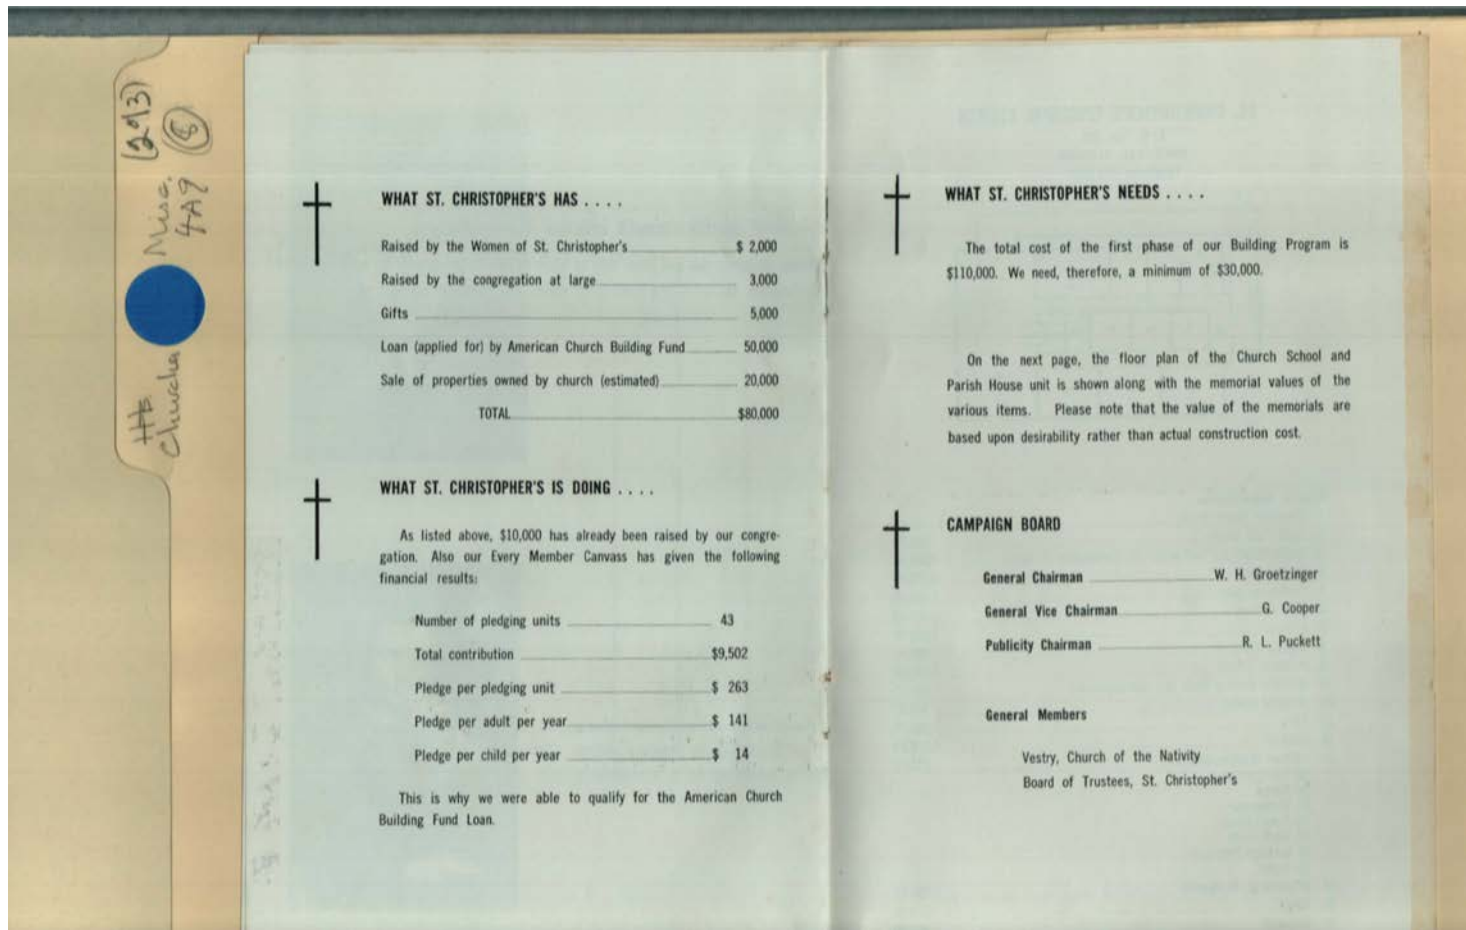 (293)
8
Misc.
4A9
Hb
Churches
WHAT ST. CHRISTOPHER'S HAS . . . .
Raised by the Women of St. Christopher's $ 2,000
Raised by the congregation at large 3,000
Gifts 5,000
Loan (applied for) by American Church Building Fund 50,000
Sale of properties owned by church (estimated) 20,000
TOTAL $80,000
WHAT ST. CHRISTOPHER'S IS DOING . . . .
As listed above, $10,000 has already been raised by our congre-
gation. Also our Every Member Canvass has given the following
financial results:
Number of pledging units 43
Total contribution $9,502
Pledge per pledging unit $ 263
Pledge per adult per year $ 141
Pledge per child per year $ 14
This is why we were able to qualify for the American Church
Building Fund Loan.
WHAT ST. CHRISTOPHER'S NEEDS . . . .
The total cost of the first phase of our Building Program is
$110,000. We need, therefore, a minimum of $30,000.
On the next page, the floor plan of the Church School and
Parish House unit is shown along with the memorial values of the
various items. Please note that the value of the memorials are
based upon desirability rather than actual construction cost.
CAMPAIGN BOARD
General Chairman W. H. Groetzinger
General Vice Chairman G. Cooper
Publicity Chairman R. L. Puckett
General Members
Vestry, Church of the Nativity
Board of Trustees, St. Christopher's